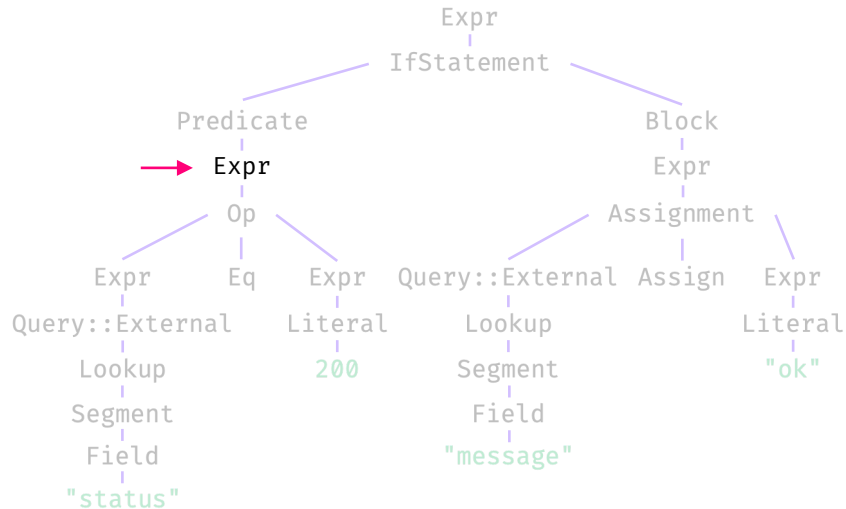 Expr
IfStatement
Predicate Block
Expr Expr
Op Assignment
Expr Eq Expr Query::External Assign Expr
Query::External Literal Lookup Literal
Lookup 200 Segment "ok"
Segment Field
Field "message"
"status"